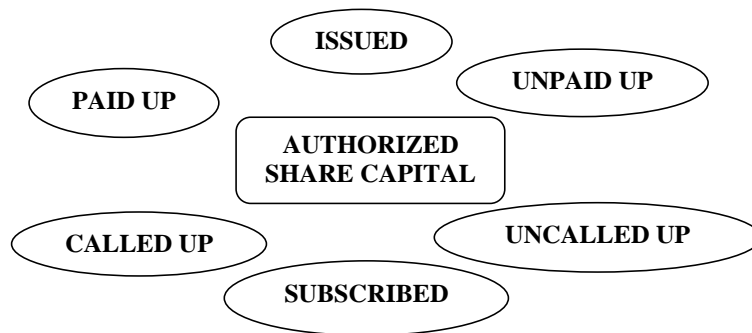 ISSUED
UNPAID UP
PAID UP
AUTHORIZED
SHARE CAPITAL
UNCALLED UP
CALLED UP
SUBSCRIBED